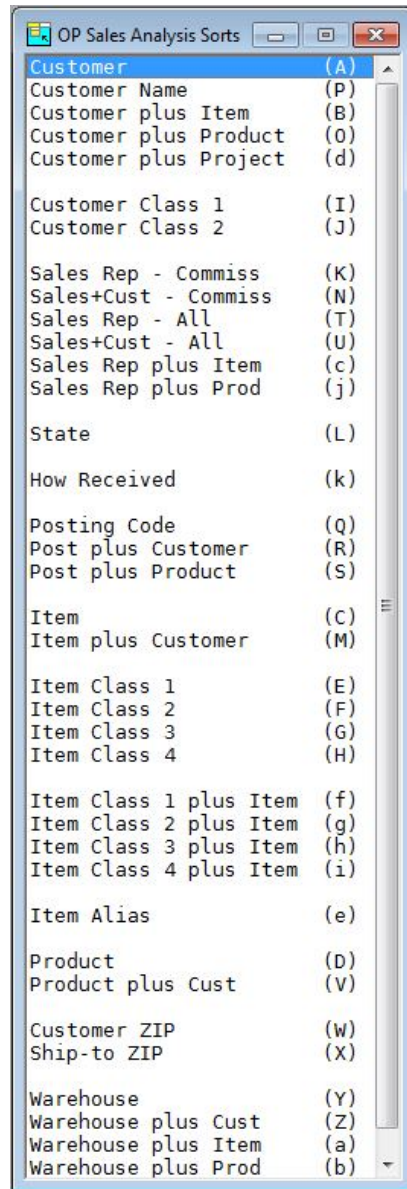 OP Sales Analysis Sorts
Customer (A)
Customer Name (P)
Customer plus Item (B)
Customer plus Product (O)
Customer plus Project (d)
Customer Class 1 (I)
Customer Class 2 (J)
Sales Rep - Commiss (K)
Sales+Cust - Commiss (N)
Sales Rep - All (T)
Sales+Cust - All (U)
Sales Rep plus Item (c)
Sales Rep plus Prod (j)
State (L)
How Received (k)
Posting Code (Q)
Post plus Customer (R)
Post plus Product (S)
Item (C)
Item plus Customer (M)
Item Class 1 (E)
Item Class 2 (F)
Item Class 3 (G)
Item Class 4 (H)
Item Class 1 plus Item (f)
Item Class 2 plus Item (g)
Item Class 3 plus Item (h)
Item Class 4 plus Item (i)
Item Alias (e)
Product (D)
Product plus Cust (V)
Customer ZIP (W)
Ship-to ZIP (X)
Warehouse (Y)
Warehouse plus Cust (Z)
Warehouse plus Item (a)
Warehouse plus Prod (b)